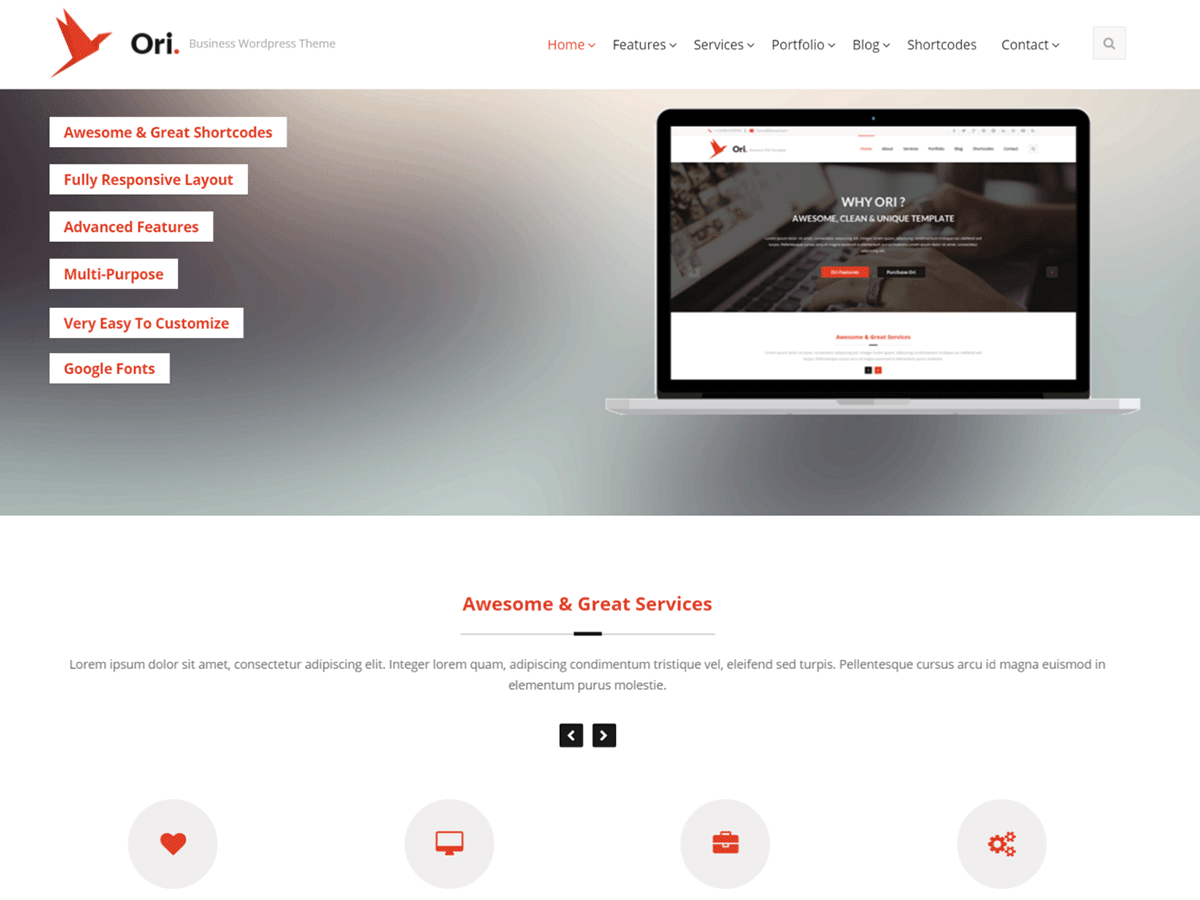 Ori.
Business Wordpress Theme
Home Features Services Portfolio Blog Shortcodes Contact
Awesome & Great Shortcodes
Fully Responsive Layout
Advanced Features
Multi-Purpose
Very Easy To Customize
Google Fonts
Ori.
Home About Services Portfolio Blog Shortcodes Contact
WHY ORI ?
AWESOME, CLEAN & UNIQUE TEMPLATE
Ori Features Purchase Ori
Awesome & Great Services
Awesome & Great Services
Lorem ipsum dolor sit amet, consectetur adipiscing elit. Integer lorem quam, adipiscing condimentum tristique vel, eleifend sed turpis. Pellentesque cursus arcu id magna euismod in
elementum purus molestie.